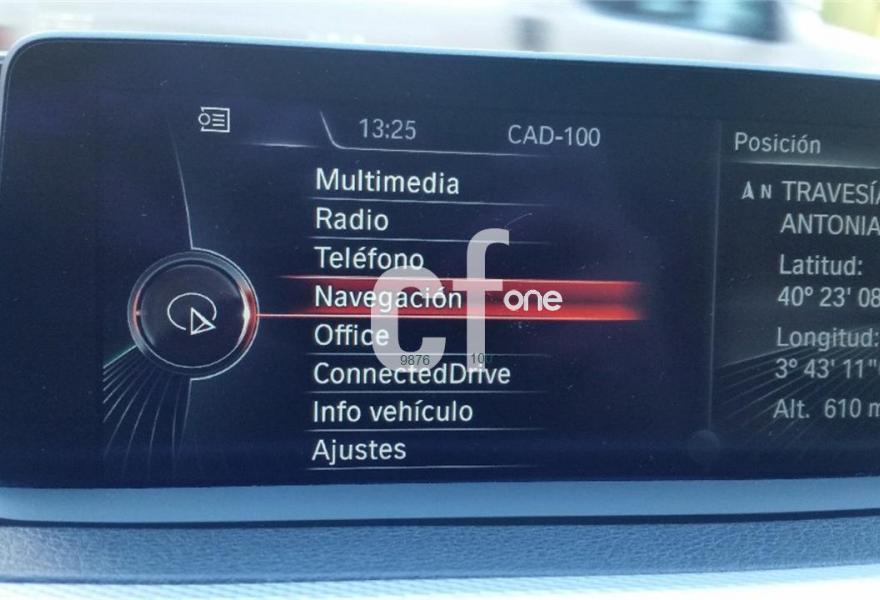 13:25 CAD-100
Multimedia
Radio
Teléfono
Navegación
Office
ConnectedDrive
Info vehículo
Ajustes
Posición
N TRAVESÍA
ANTONIA
Latitud:
40° 23' 08
Longitud:
3° 43' 11"
Alt. 610 m
cf one
9876